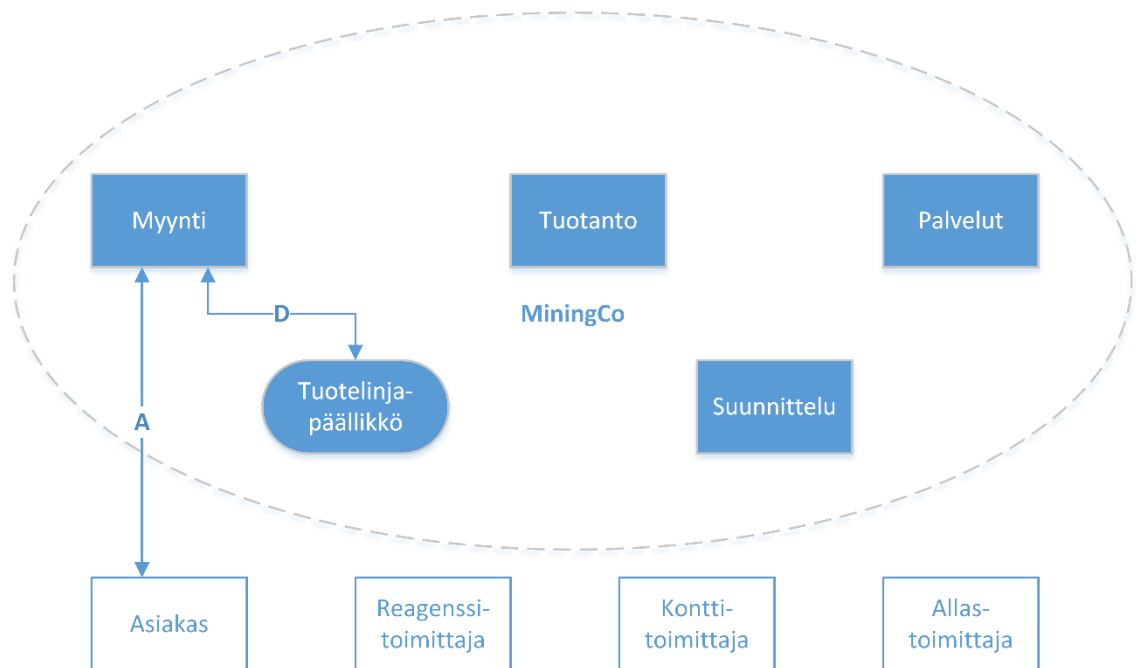 Myynti
Tuotanto
Palvelut
D
MiningCo
Tuotelinja-
päällikkö
Suunnittelu
A
Asiakas
Reagenssi-
toimittaja
Kontti-
toimittaja
Allas-
toimittaja